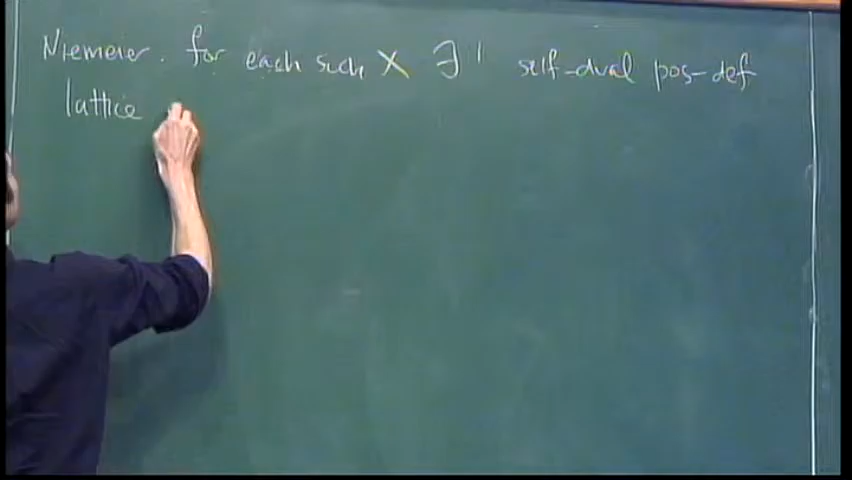 Niemeier. for each such X ∃! self-dual pos-def
lattice